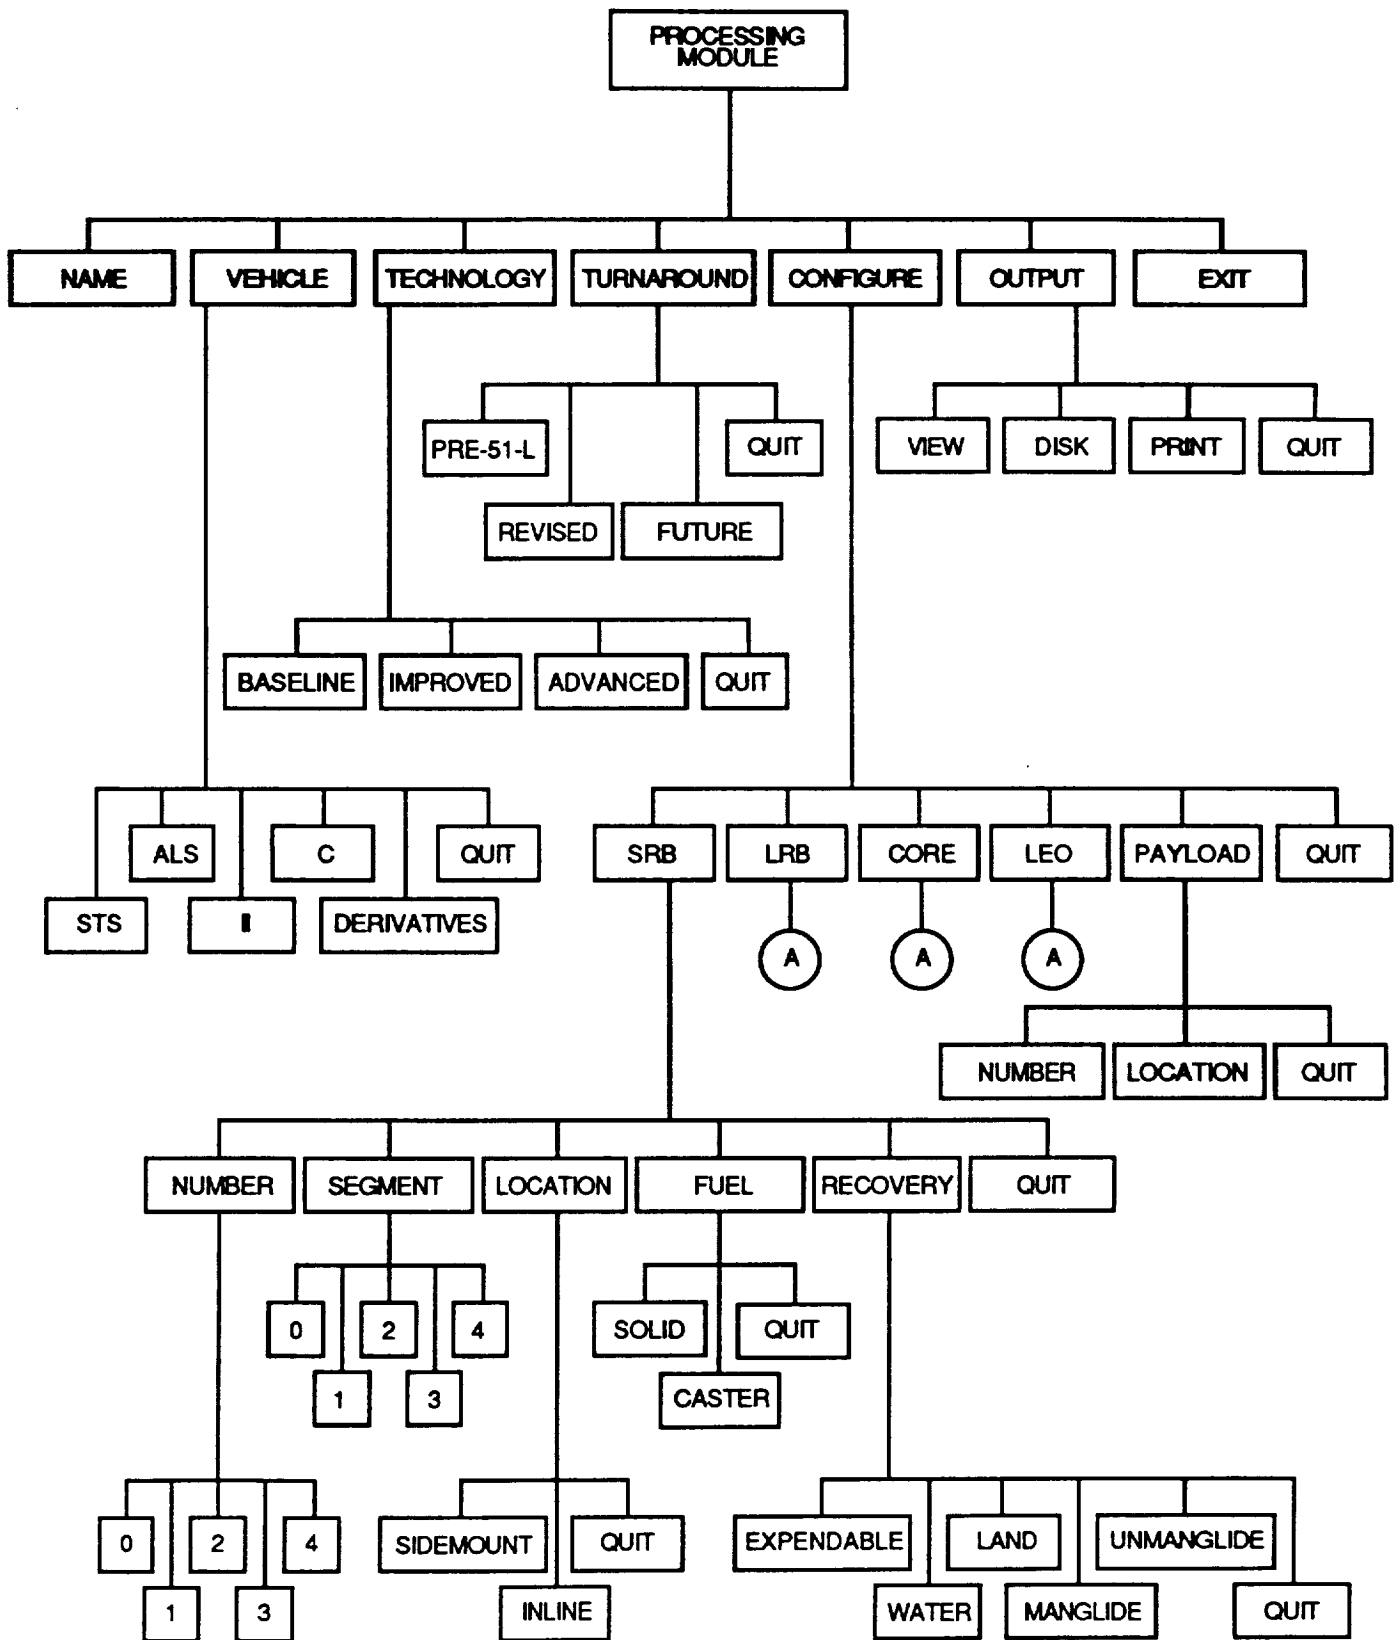 PROCESSING
MODULE
NAME
VEHICLE
TECHNOLOGY
TURNAROUND
CONFIGURE
OUTPUT
EXIT
PRE-51-L
QUIT
VIEW
DISK
PRINT
QUIT
REVISED
FUTURE
BASELINE
IMPROVED
ADVANCED
QUIT
ALS
C
QUIT
SRB
LRB
CORE
LEO
PAYLOAD
QUIT
STS
II
DERIVATIVES
A
A
A
NUMBER
LOCATION
QUIT
NUMBER
SEGMENT
LOCATION
FUEL
RECOVERY
QUIT
0
2
4
SOLID
QUIT
1
3
CASTER
0
2
4
SIDEMOUNT
QUIT
EXPENDABLE
LAND
UNMANGLIDE
1
3
INLINE
WATER
MANGLIDE
QUIT